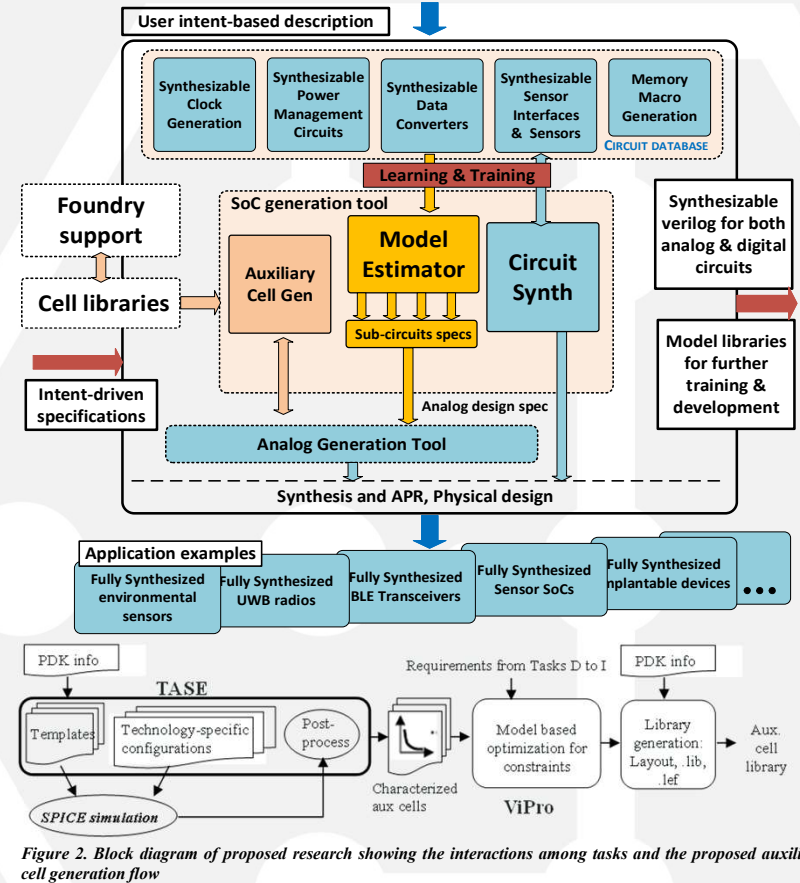 User intent-based description
Synthesizable
Clock
Generation
Synthesizable
Power
Management
Circuits
Synthesizable
Data
Converters
Synthesizable
Sensor
Interfaces
& Sensors
Memory
Macro
Generation
CIRCUIT DATABASE
Learning & Training
SoC generation tool
Foundry
support
Cell libraries
Auxiliary
Cell Gen
Model
Estimator
Sub-circuits specs
Circuit
Synth
Synthesizable
verilog for both
analog & digital
circuits
Model libraries
for further
training &
development
Intent-driven
specifications
Analog design spec
Analog Generation Tool
Synthesis and APR, Physical design
Application examples
Fully Synthesized
environmental
sensors
Fully Synthesized
UWB radios
Fully Synthesized
BLE Transceivers
Fully Synthesized
Sensor SoCs
Fully Synthesized
mplantable devices
...
PDK info
TASE
Templates
Technology-specific
configurations
Post-
process
SPICE simulation
Characterized
aux cells
Requirements from Tasks D to I
Model based
optimization for
constraints
ViPro
PDK info
Library
generation:
Layout, .lib,
.lef
Aux.
cell
library
Figure 2. Block diagram of proposed research showing the interactions among tasks and the proposed auxili
cell generation flow